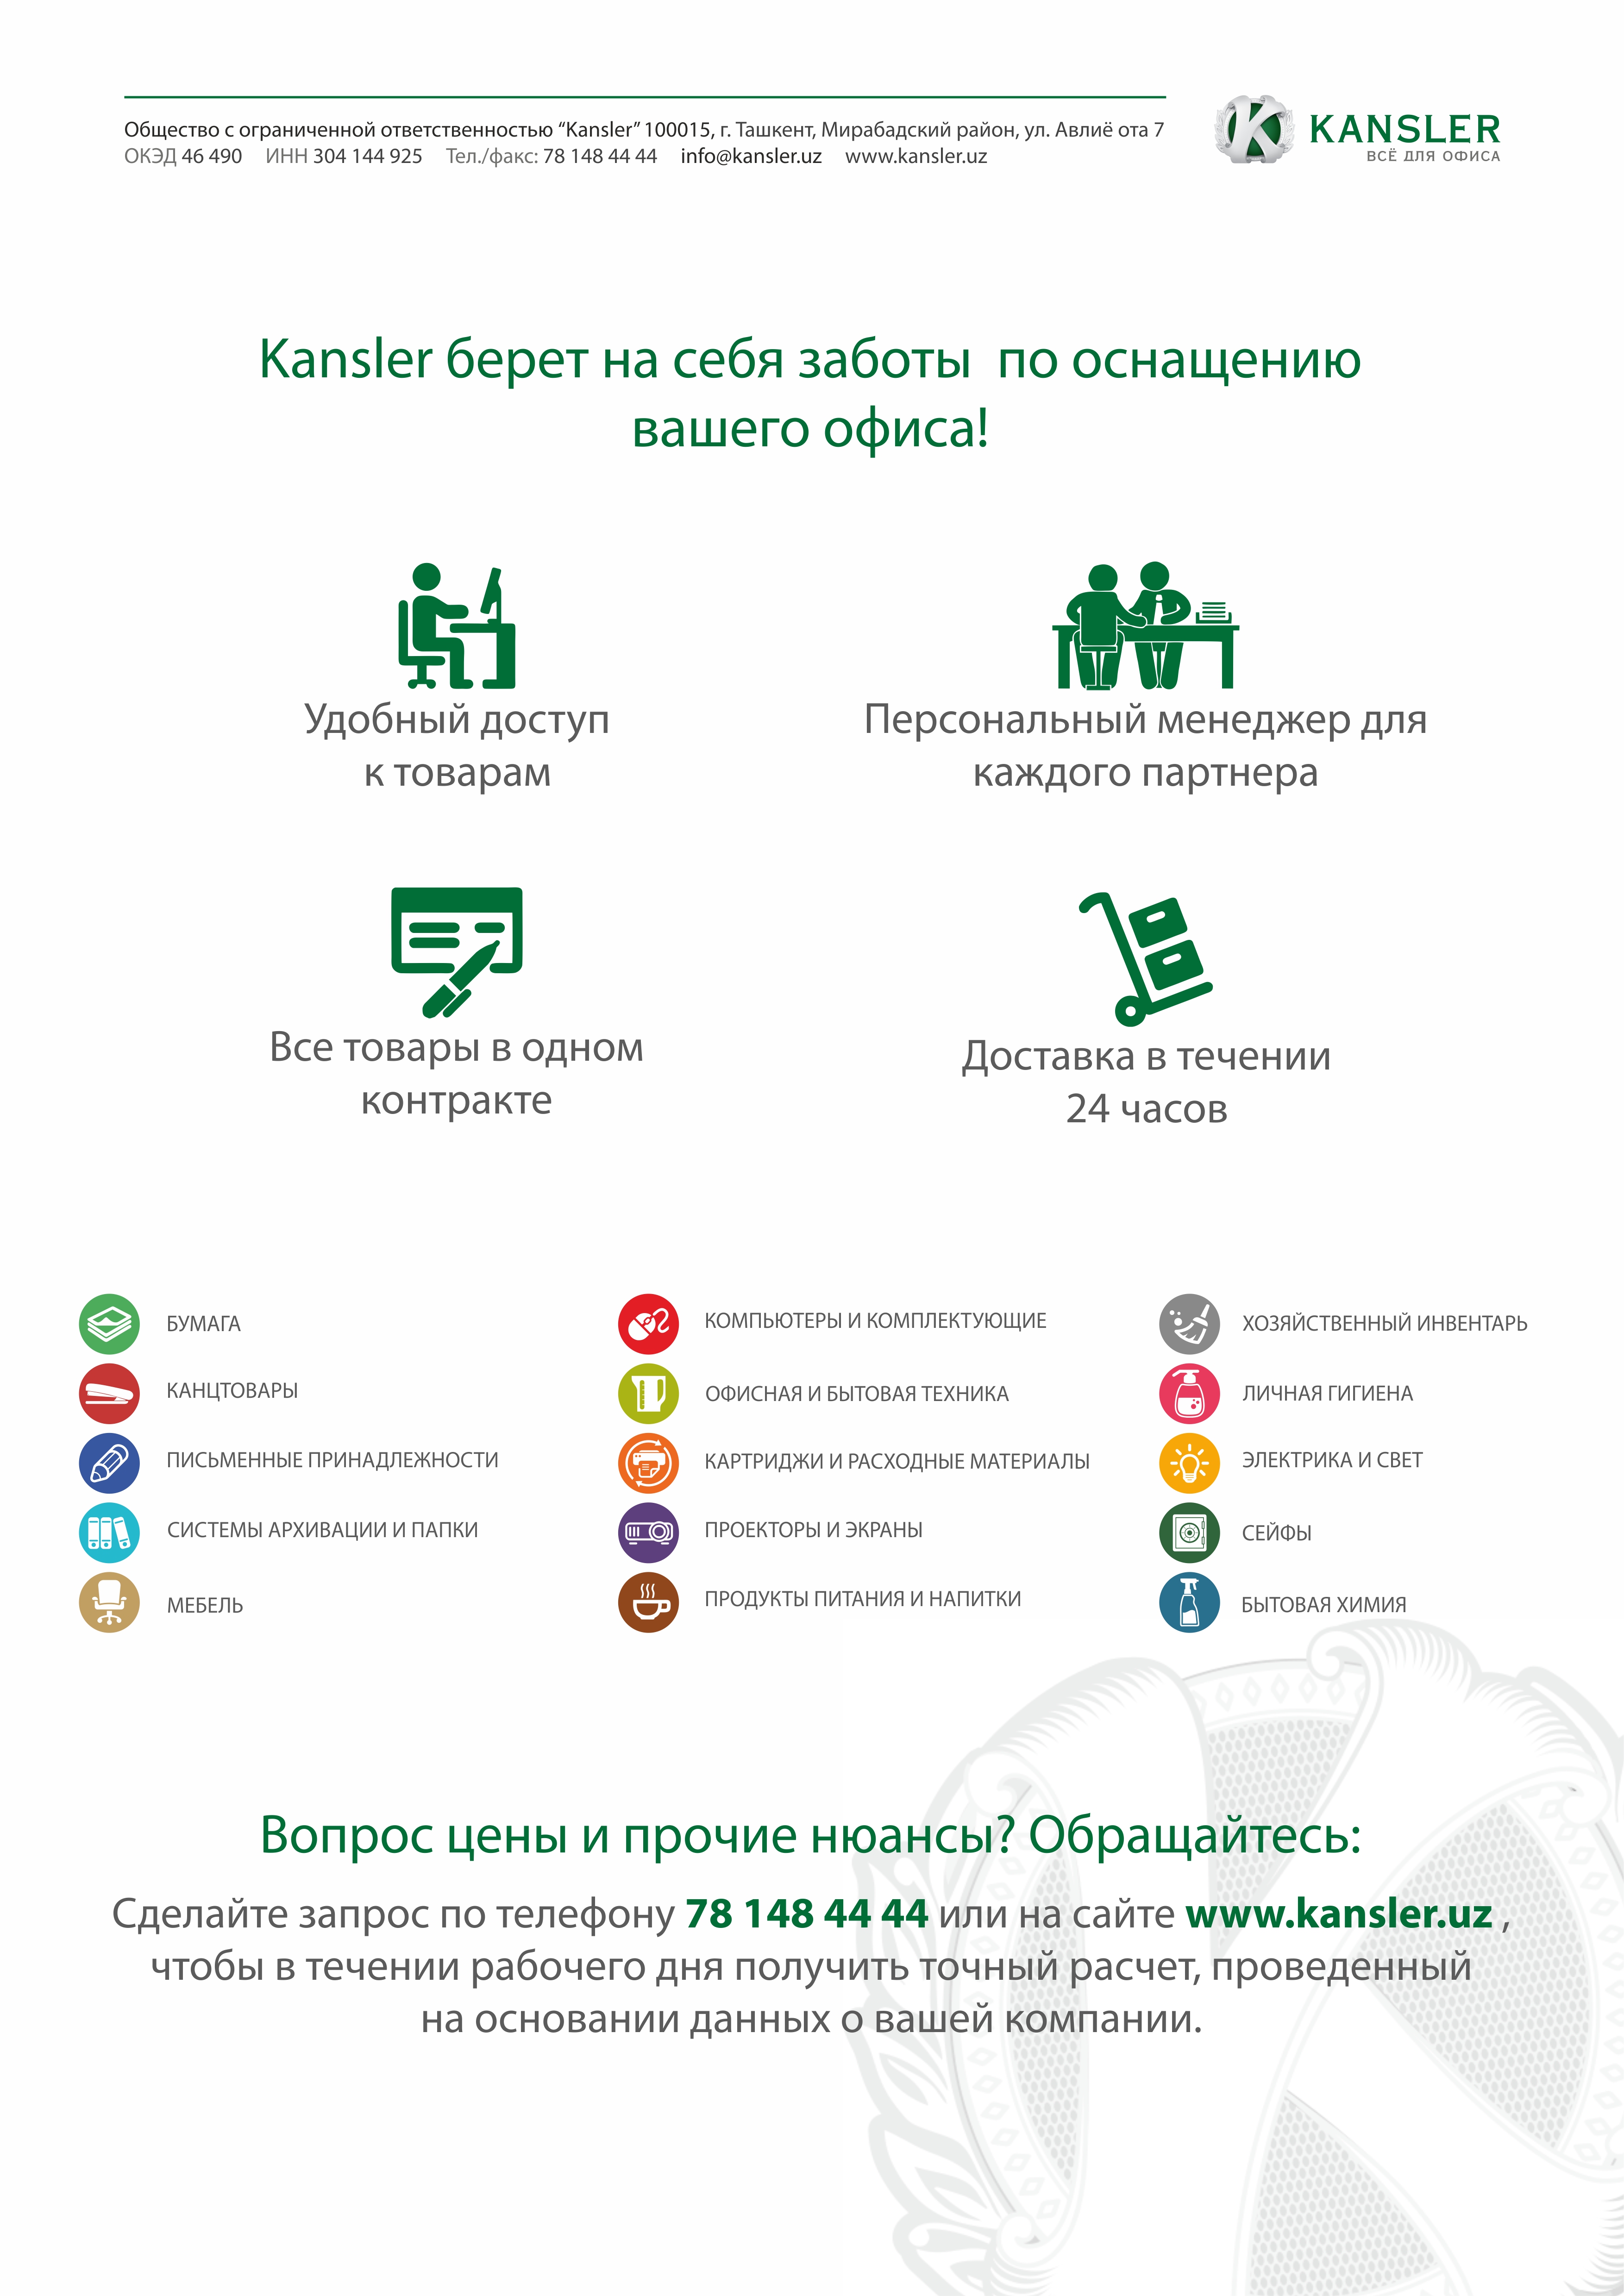 Общество с ограниченной ответственностью “Kansler” 100015, г. Ташкент, Мирабадский район, ул. Авлиё ота 7
ОКЭД 46 490 ИНН 304 144 925 Тел./факс: 78 148 44 44 info@kansler.uz www.kansler.uz
KANSLER
ВСЁ ДЛЯ ОФИСА
Kansler берет на себя заботы по оснащению
вашего офиса!
Удобный доступ
к товарам
Персональный менеджер для
каждого партнера
Все товары в одном
контракте
Доставка в течении
24 часов
БУМАГА
КАНЦТОВАРЫ
ПИСЬМЕННЫЕ ПРИНАДЛЕЖНОСТИ
СИСТЕМЫ АРХИВАЦИИ И ПАПКИ
МЕБЕЛЬ
КОМПЬЮТЕРЫ И КОМПЛЕКТУЮЩИЕ
ОФИСНАЯ И БЫТОВАЯ ТЕХНИКА
КАРТРИДЖИ И РАСХОДНЫЕ МАТЕРИАЛЫ
ПРОЕКТОРЫ И ЭКРАНЫ
ПРОДУКТЫ ПИТАНИЯ И НАПИТКИ
ХОЗЯЙСТВЕННЫЙ ИНВЕНТАРЬ
ЛИЧНАЯ ГИГИЕНА
ЭЛЕКТРИКА И СВЕТ
СЕЙФЫ
БЫТОВАЯ ХИМИЯ
Вопрос цены и прочие нюансы? Обращайтесь:
Сделайте запрос по телефону 78 148 44 44 или на сайте www.kansler.uz ,
чтобы в течении рабочего дня получить точный расчет, проведенный
на основании данных о вашей компании.